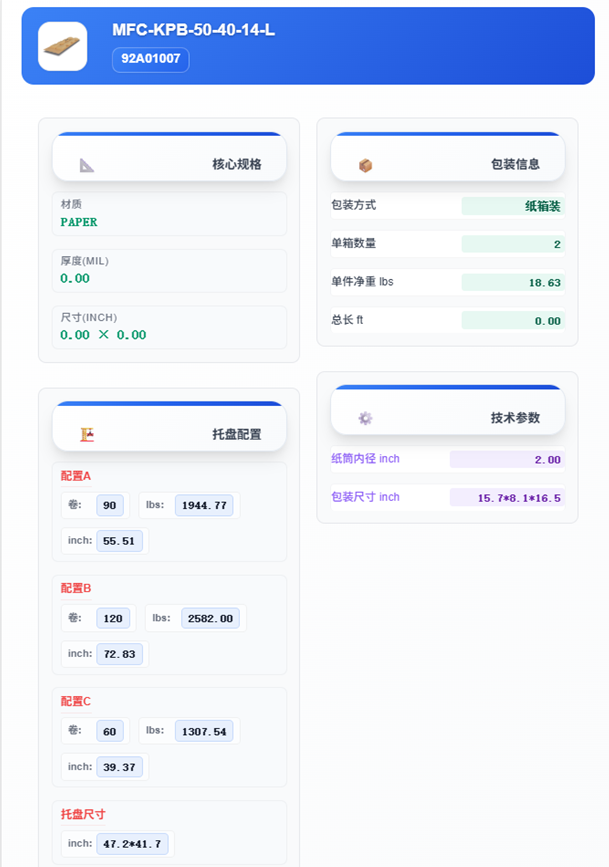 MFC-KPB-50-40-14-L
92A01007
核心规格
材质
PAPER
厚度(MIL)
0.00
尺寸(INCH)
0.00 × 0.00
包装信息
包装方式 纸箱装
单箱数量 2
单件净重 lbs 18.63
总长 ft 0.00
托盘配置
配置A
卷: 90 lbs: 1944.77
inch: 55.51
配置B
卷: 120 lbs: 2582.00
inch: 72.83
配置C
卷: 60 lbs: 1307.54
inch: 39.37
托盘尺寸
inch: 47.2*41.7
技术参数
纸筒内径 inch 2.00
包装尺寸 inch 15.7*8.1*16.5